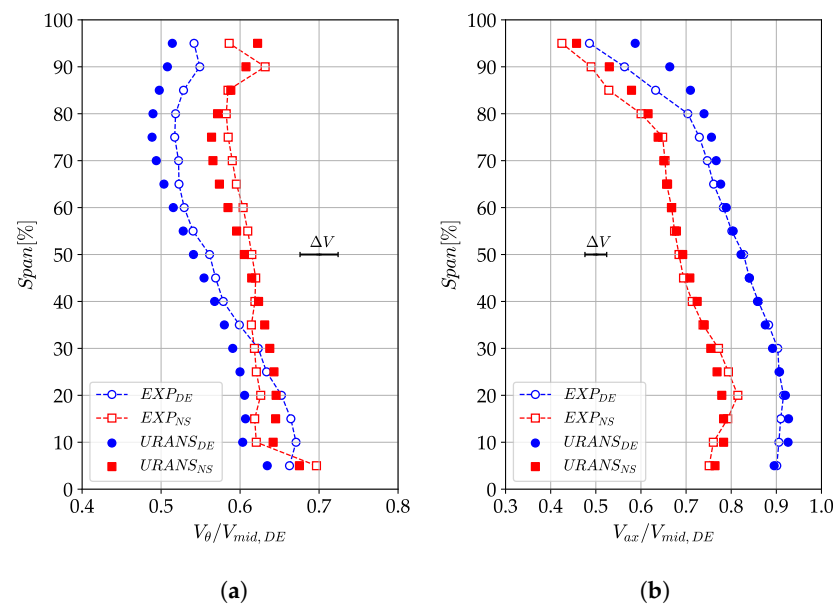 100
90
80
70
60
50
40
30
20
10
0
Span[%]
ΔV
EXP_DE
EXP_NS
URANS_DE
URANS_NS
0.4 0.5 0.6 0.7 0.8
V_θ/V_mid, DE
(a)
100
90
80
70
60
50
40
30
20
10
0
Span[%]
ΔV
EXP_DE
EXP_NS
URANS_DE
URANS_NS
0.3 0.4 0.5 0.6 0.7 0.8 0.9 1.0
V_ax/V_mid, DE
(b)